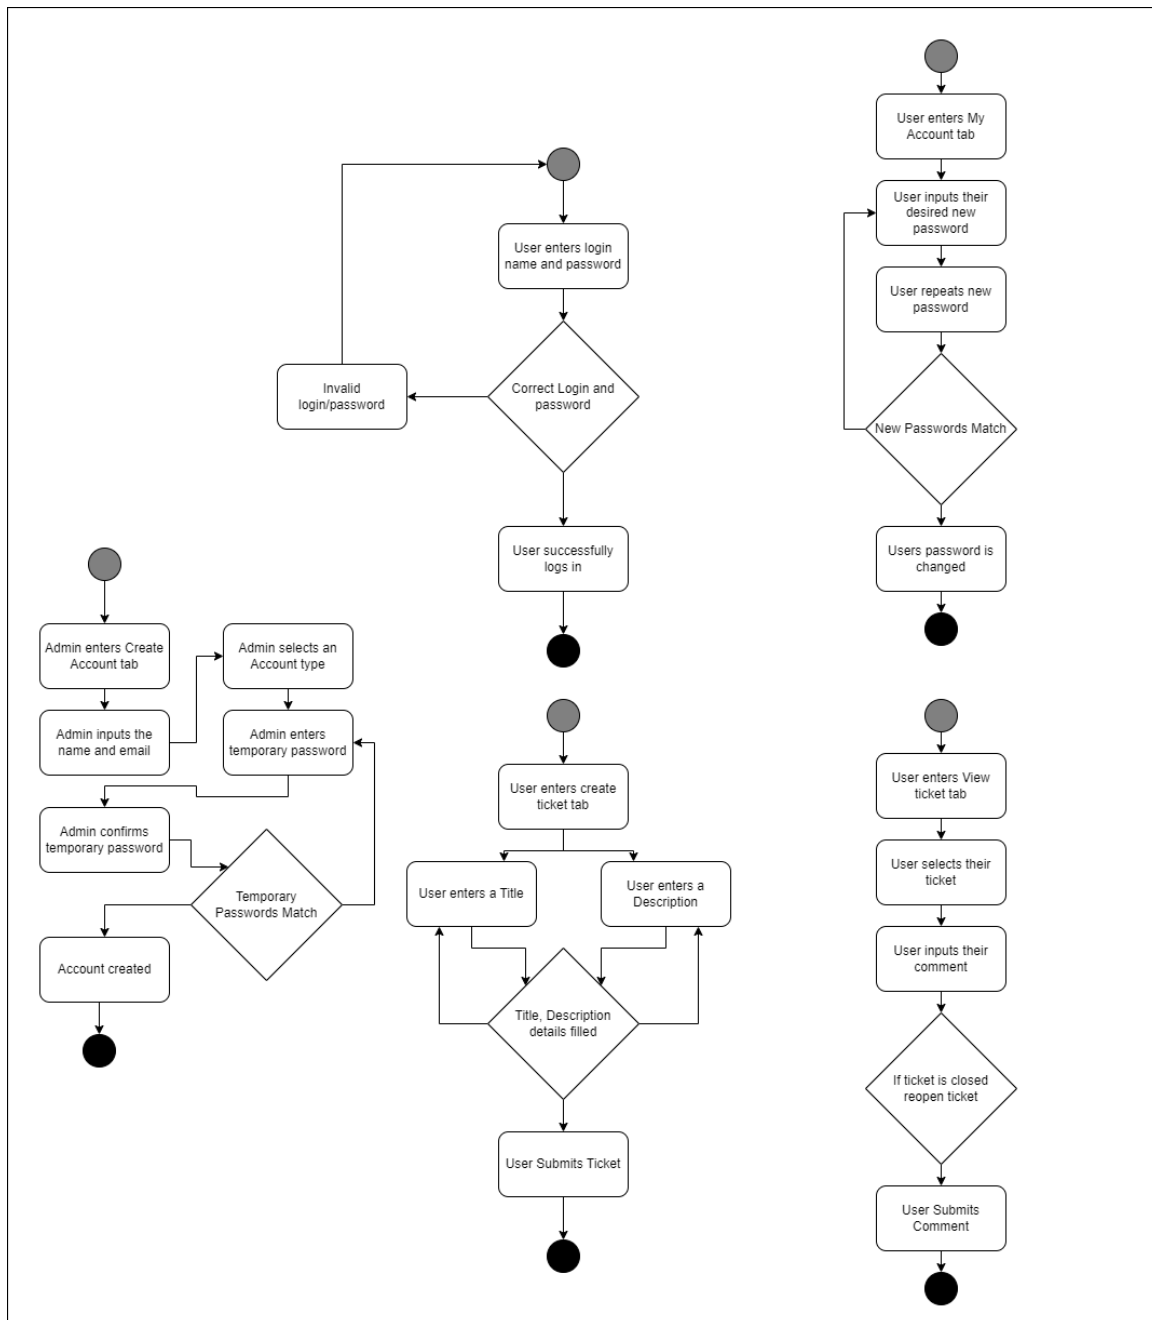 User enters My
Account tab
User inputs their
desired new
password
User repeats new
password
New Passwords Match
Users password is
changed
User enters login
name and password
Correct Login and
password
Invalid
login/password
User successfully
logs in
Admin enters Create
Account tab
Admin selects an
Account type
Admin inputs the
name and email
Admin enters
temporary password
Admin confirms
temporary password
Temporary
Passwords Match
Account created
User enters create
ticket tab
User enters a Title
User enters a
Description
Title, Description
details filled
User Submits Ticket
User enters View
ticket tab
User selects their
ticket
User inputs their
comment
If ticket is closed
reopen ticket
User Submits
Comment